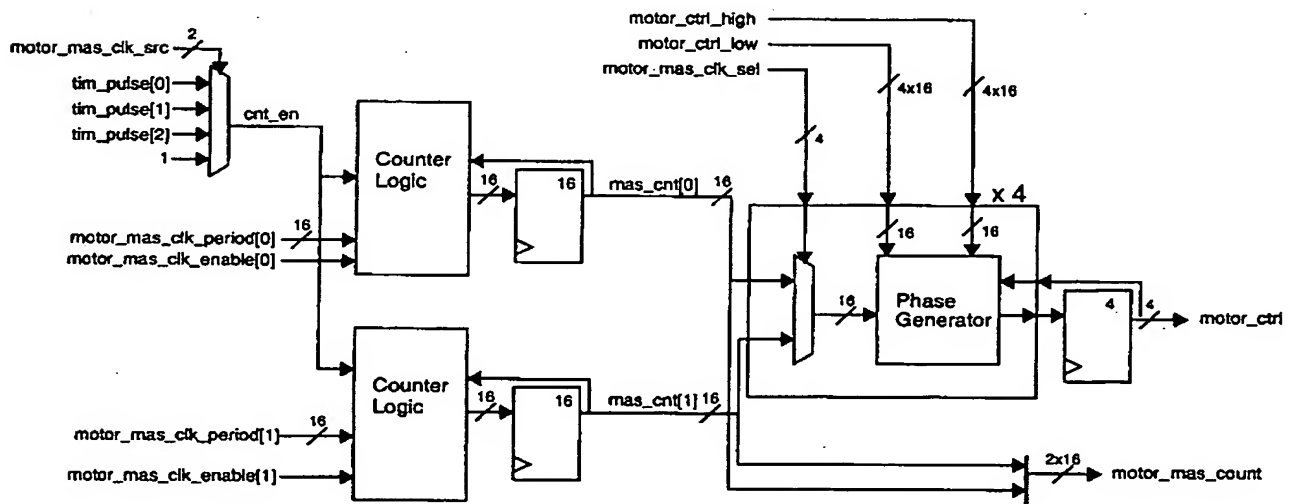 motor_ctrl_high
motor_ctrl_low
motor_mas_clk_sel
motor_mas_clk_src
2
tim_pulse[0]
tim_pulse[1]
tim_pulse[2]
1
cnt_en
4x16
4x16
4
Counter Logic
16
16
mas_cnt[0]
16
x 4
16
16
motor_mas_clk_period[0]
16
motor_mas_clk_enable[0]
16
Phase Generator
4
4
motor_ctrl
Counter Logic
16
16
mas_cnt[1]
16
motor_mas_clk_period[1]
16
motor_mas_clk_enable[1]
2x16
motor_mas_count